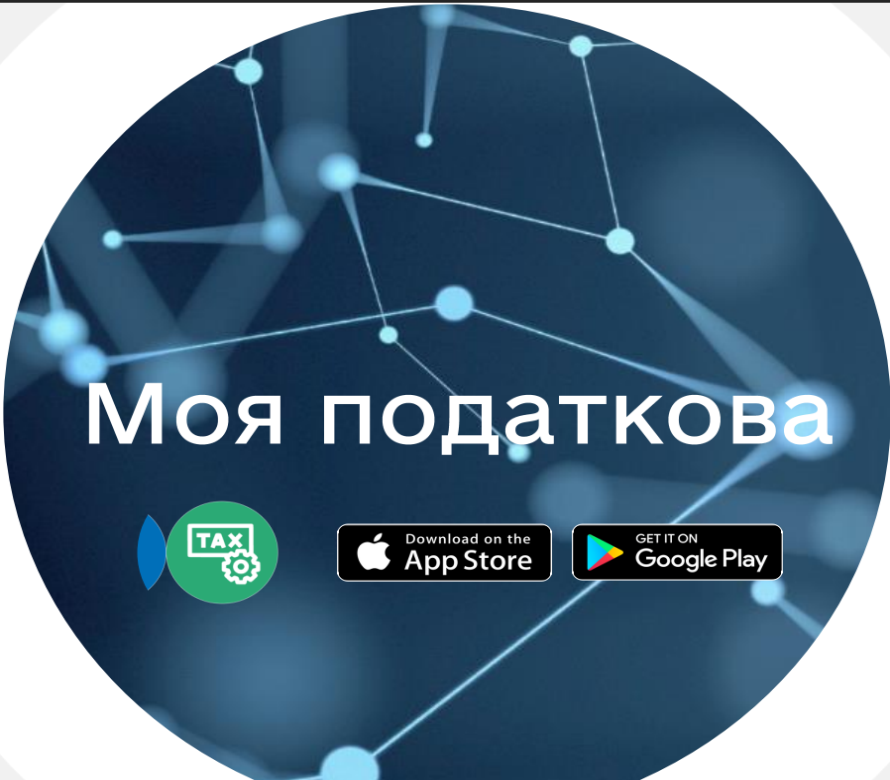 Моя податкова
TAX
Download on the
App Store
GET IT ON
Google Play